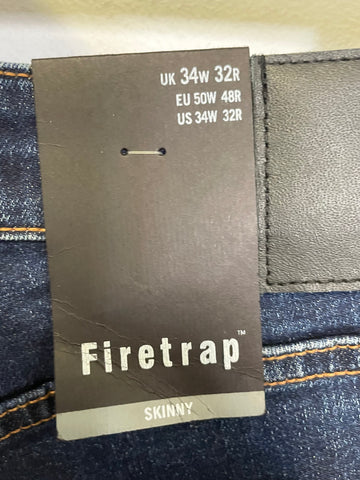 UK 34W 32R
EU 50W 48R
US 34W 32R
Firetrap™
SKINNY